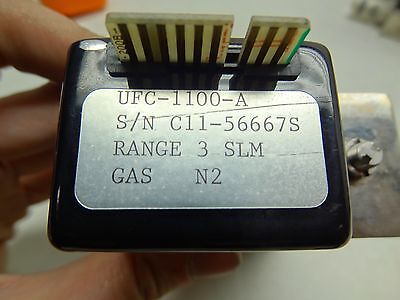 UFC-1100-A
S/N C11-56667S
RANGE 3 SLM
GAS N2